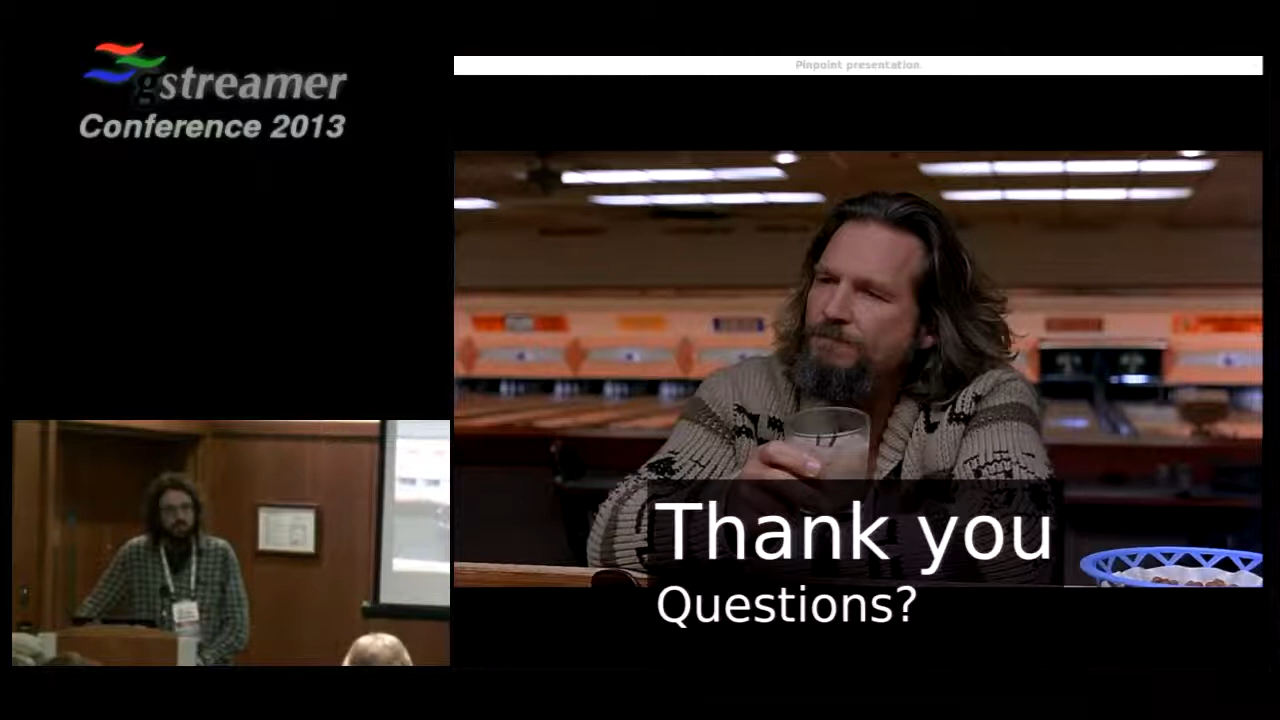 gstreamer
Conference 2013
Pinpoint presentation
Thank you
Questions?